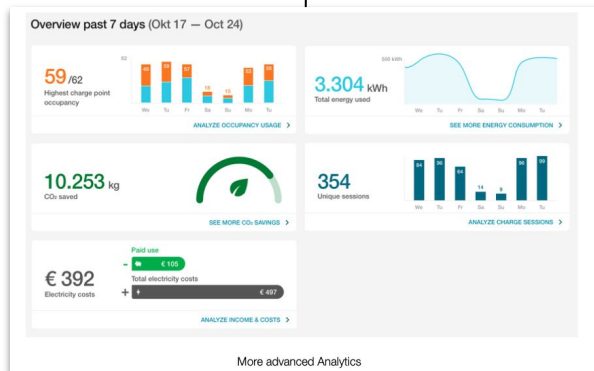 Overview past 7 days (Okt 17 — Oct 24)
59 /62
Highest charge point
occupancy
62
57
We Tu Fr Sa Su Mo Tu
ANALYZE OCCUPANCY USAGE >
3.304 kWh
Total energy used
500 kWh
We Tu Fr Sa Su Mo Tu
SEE MORE ENERGY CONSUMPTION >
10.253 kg
CO₂ saved
SEE MORE CO₂ SAVINGS >
354
Unique sessions
84 96 84 14 9 96 99
We Tu Fr Sa Su Mo Tu
ANALYZE CHARGE SESSIONS >
€ 392
Electricity costs
Paid use
- € 105
Total electricity costs
+ € 497
ANALYZE INCOME & COSTS >
More advanced Analytics